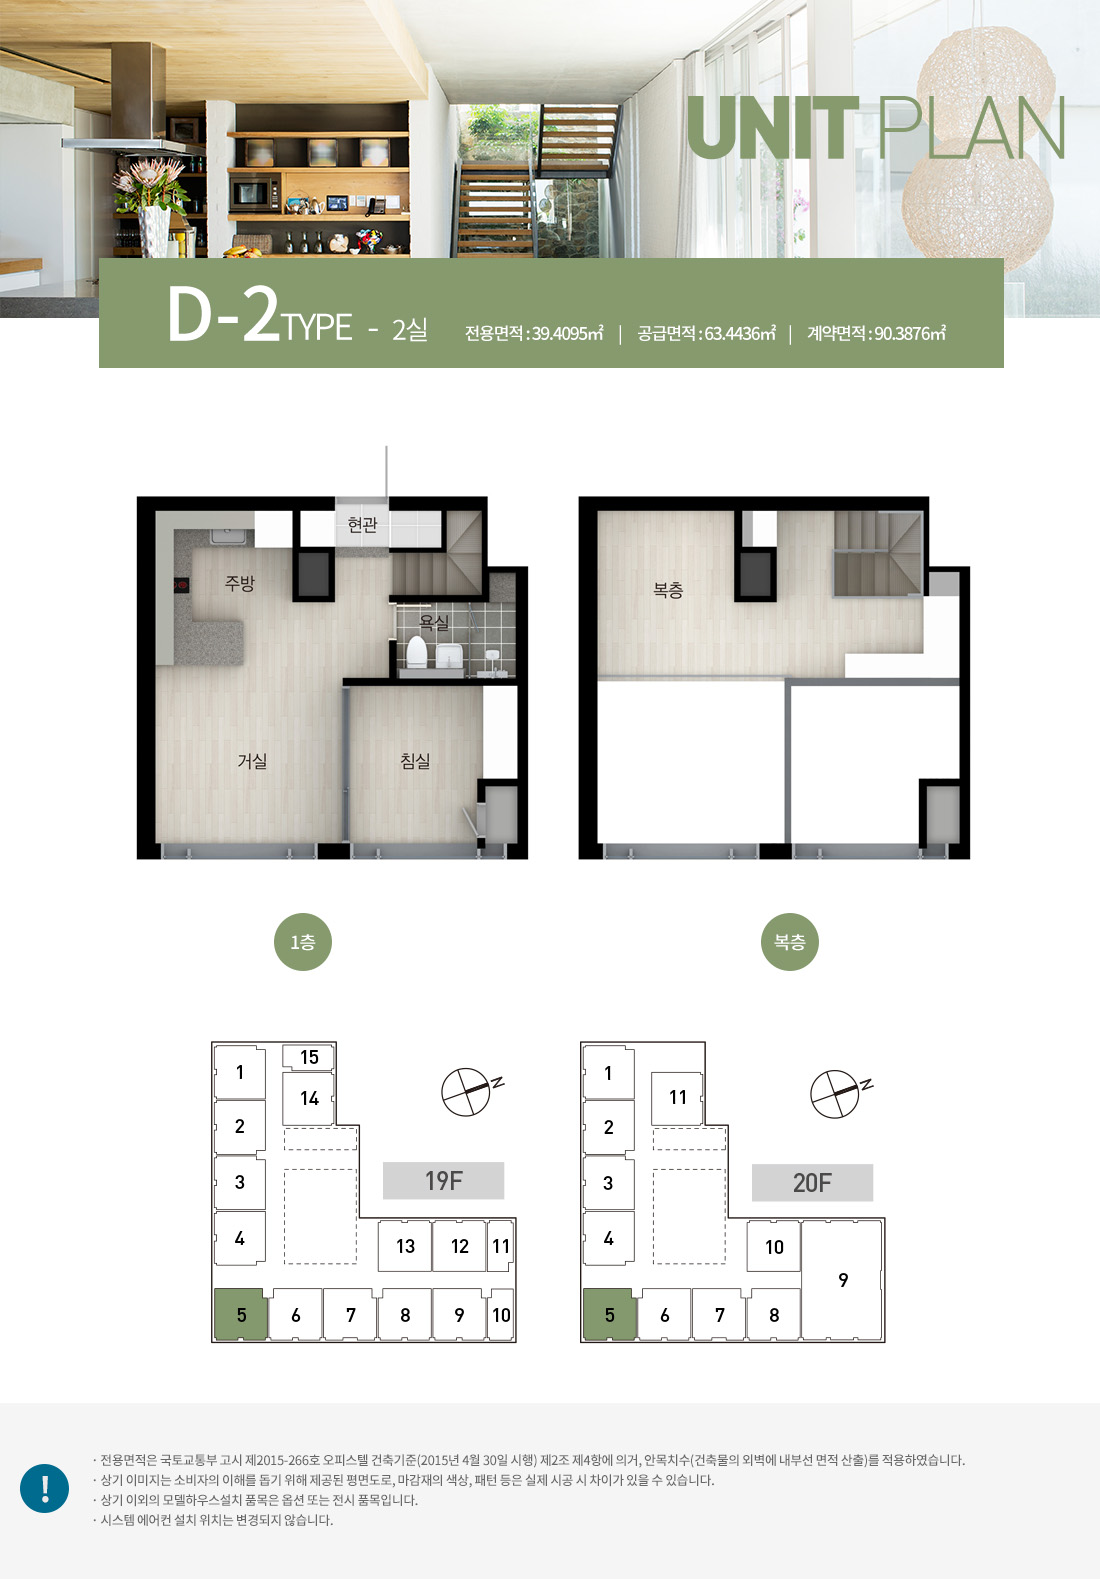 UNIT PLAN
D-2 TYPE - 2실 전용면적 : 39.4095㎡ | 공급면적 : 63.4436㎡ | 계약면적 : 90.3876㎡
현관
주방
욕실
거실
침실
복층
1층
복층
1
15
14
2
3
4
N
19F
13
12
11
5
6
7
8
9
10
1
11
2
3
4
N
20F
10
9
5
6
7
8
!
· 전용면적은 국토교통부 고시 제2015-266호 오피스텔 건축기준(2015년 4월 30일 시행) 제2조 제4항에 의거, 안목치수(건축물의 외벽에 내부선 면적 산출)를 적용하였습니다.
· 상기 이미지는 소비자의 이해를 돕기 위해 제공된 평면도로, 마감재의 색상, 패턴 등은 실제 시공 시 차이가 있을 수 있습니다.
· 상기 이외의 모델하우스설치 품목은 옵션 또는 전시 품목입니다.
· 시스템 에어컨 설치 위치는 변경되지 않습니다.